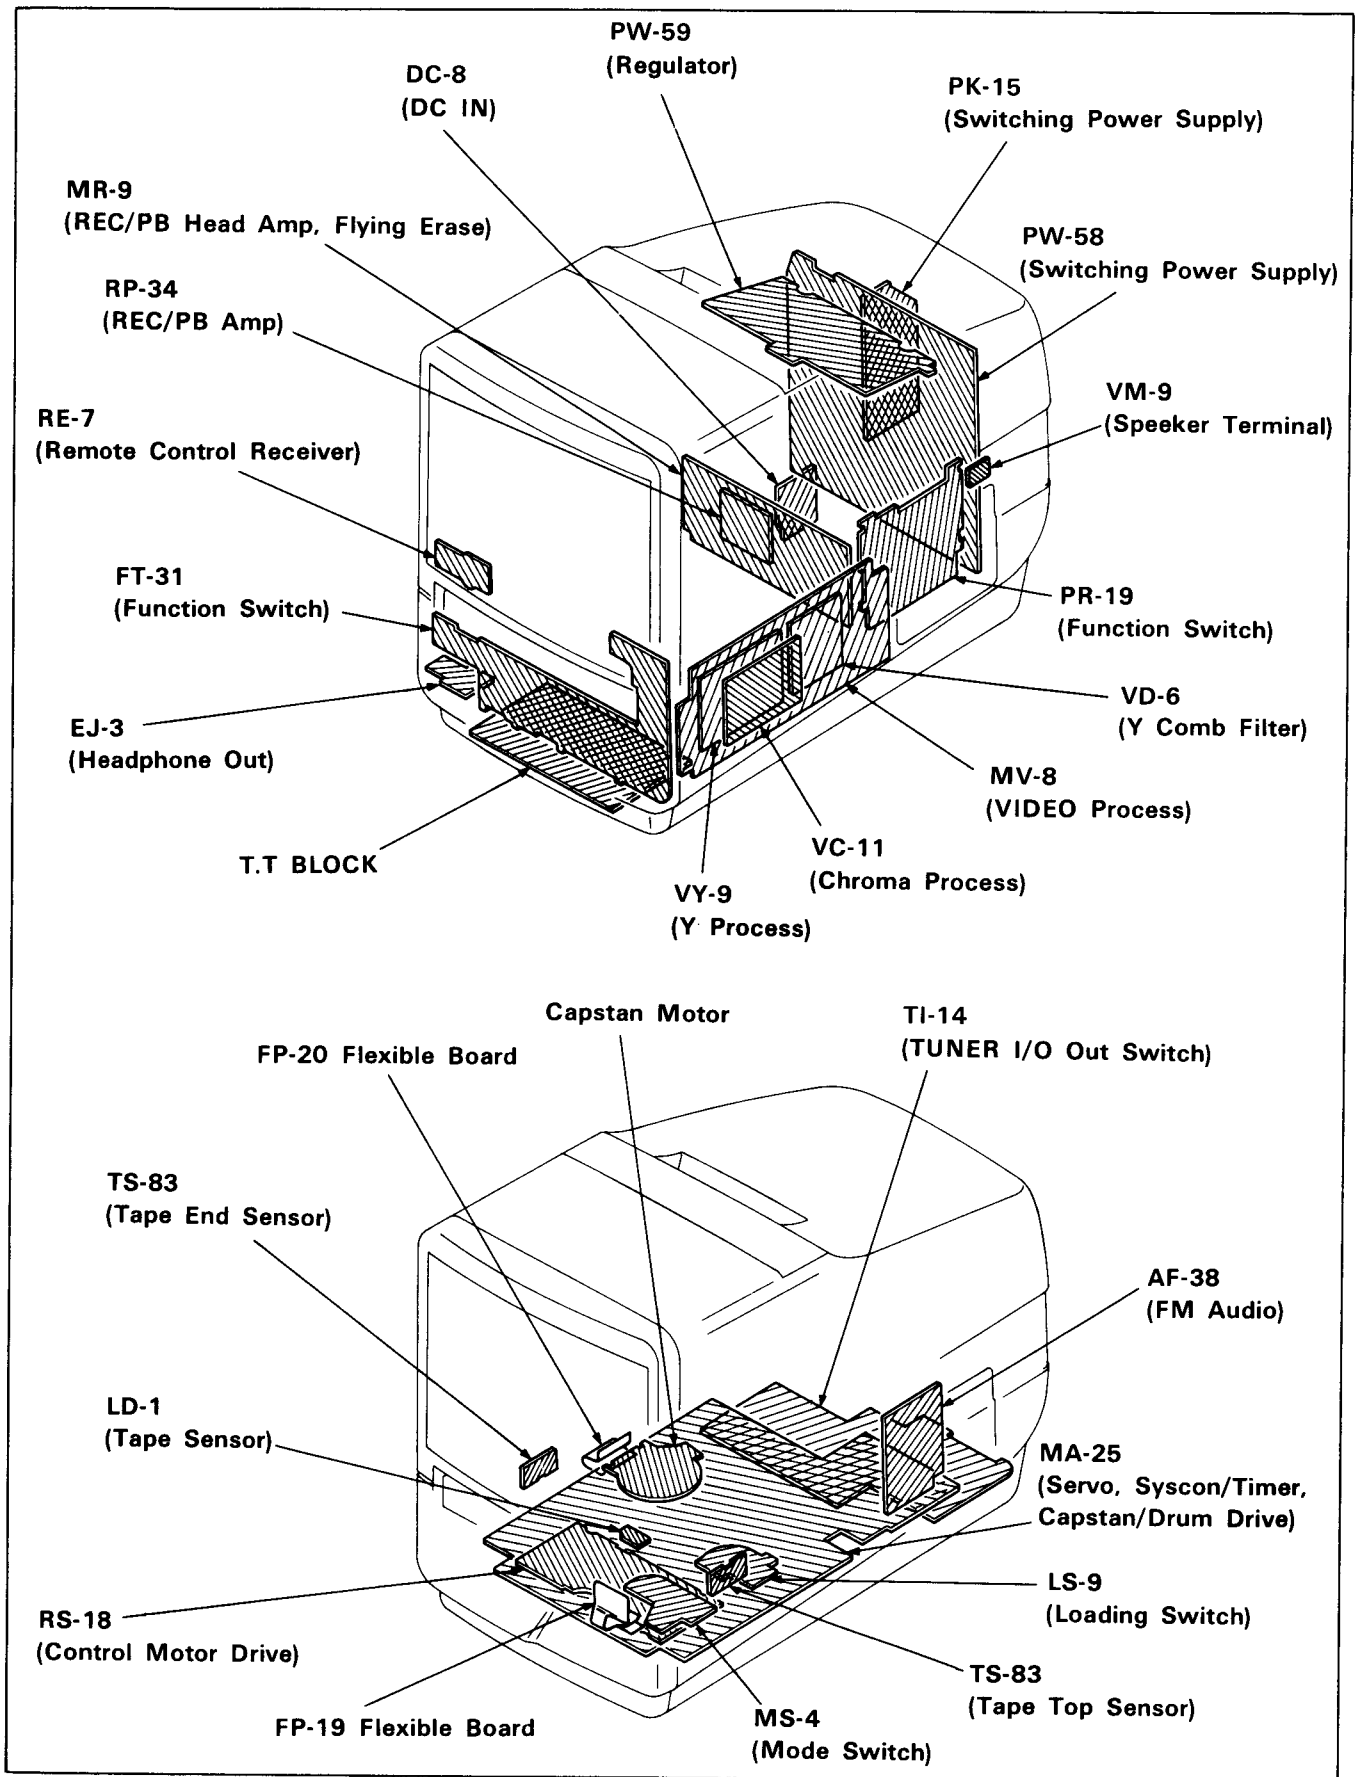 PW-59
(Regulator)
DC-8
(DC IN)
PK-15
(Switching Power Supply)
MR-9
(REC/PB Head Amp, Flying Erase)
PW-58
(Switching Power Supply)
RP-34
(REC/PB Amp)
VM-9
(Speeker Terminal)
RE-7
(Remote Control Receiver)
FT-31
(Function Switch)
PR-19
(Function Switch)
EJ-3
(Headphone Out)
VD-6
(Y Comb Filter)
MV-8
(VIDEO Process)
T.T BLOCK
VC-11
(Chroma Process)
VY-9
(Y Process)
Capstan Motor
TI-14
(TUNER I/O Out Switch)
FP-20 Flexible Board
TS-83
(Tape End Sensor)
AF-38
(FM Audio)
LD-1
(Tape Sensor)
MA-25
(Servo, Syscon/Timer,
Capstan/Drum Drive)
LS-9
(Loading Switch)
RS-18
(Control Motor Drive)
TS-83
(Tape Top Sensor)
FP-19 Flexible Board
MS-4
(Mode Switch)